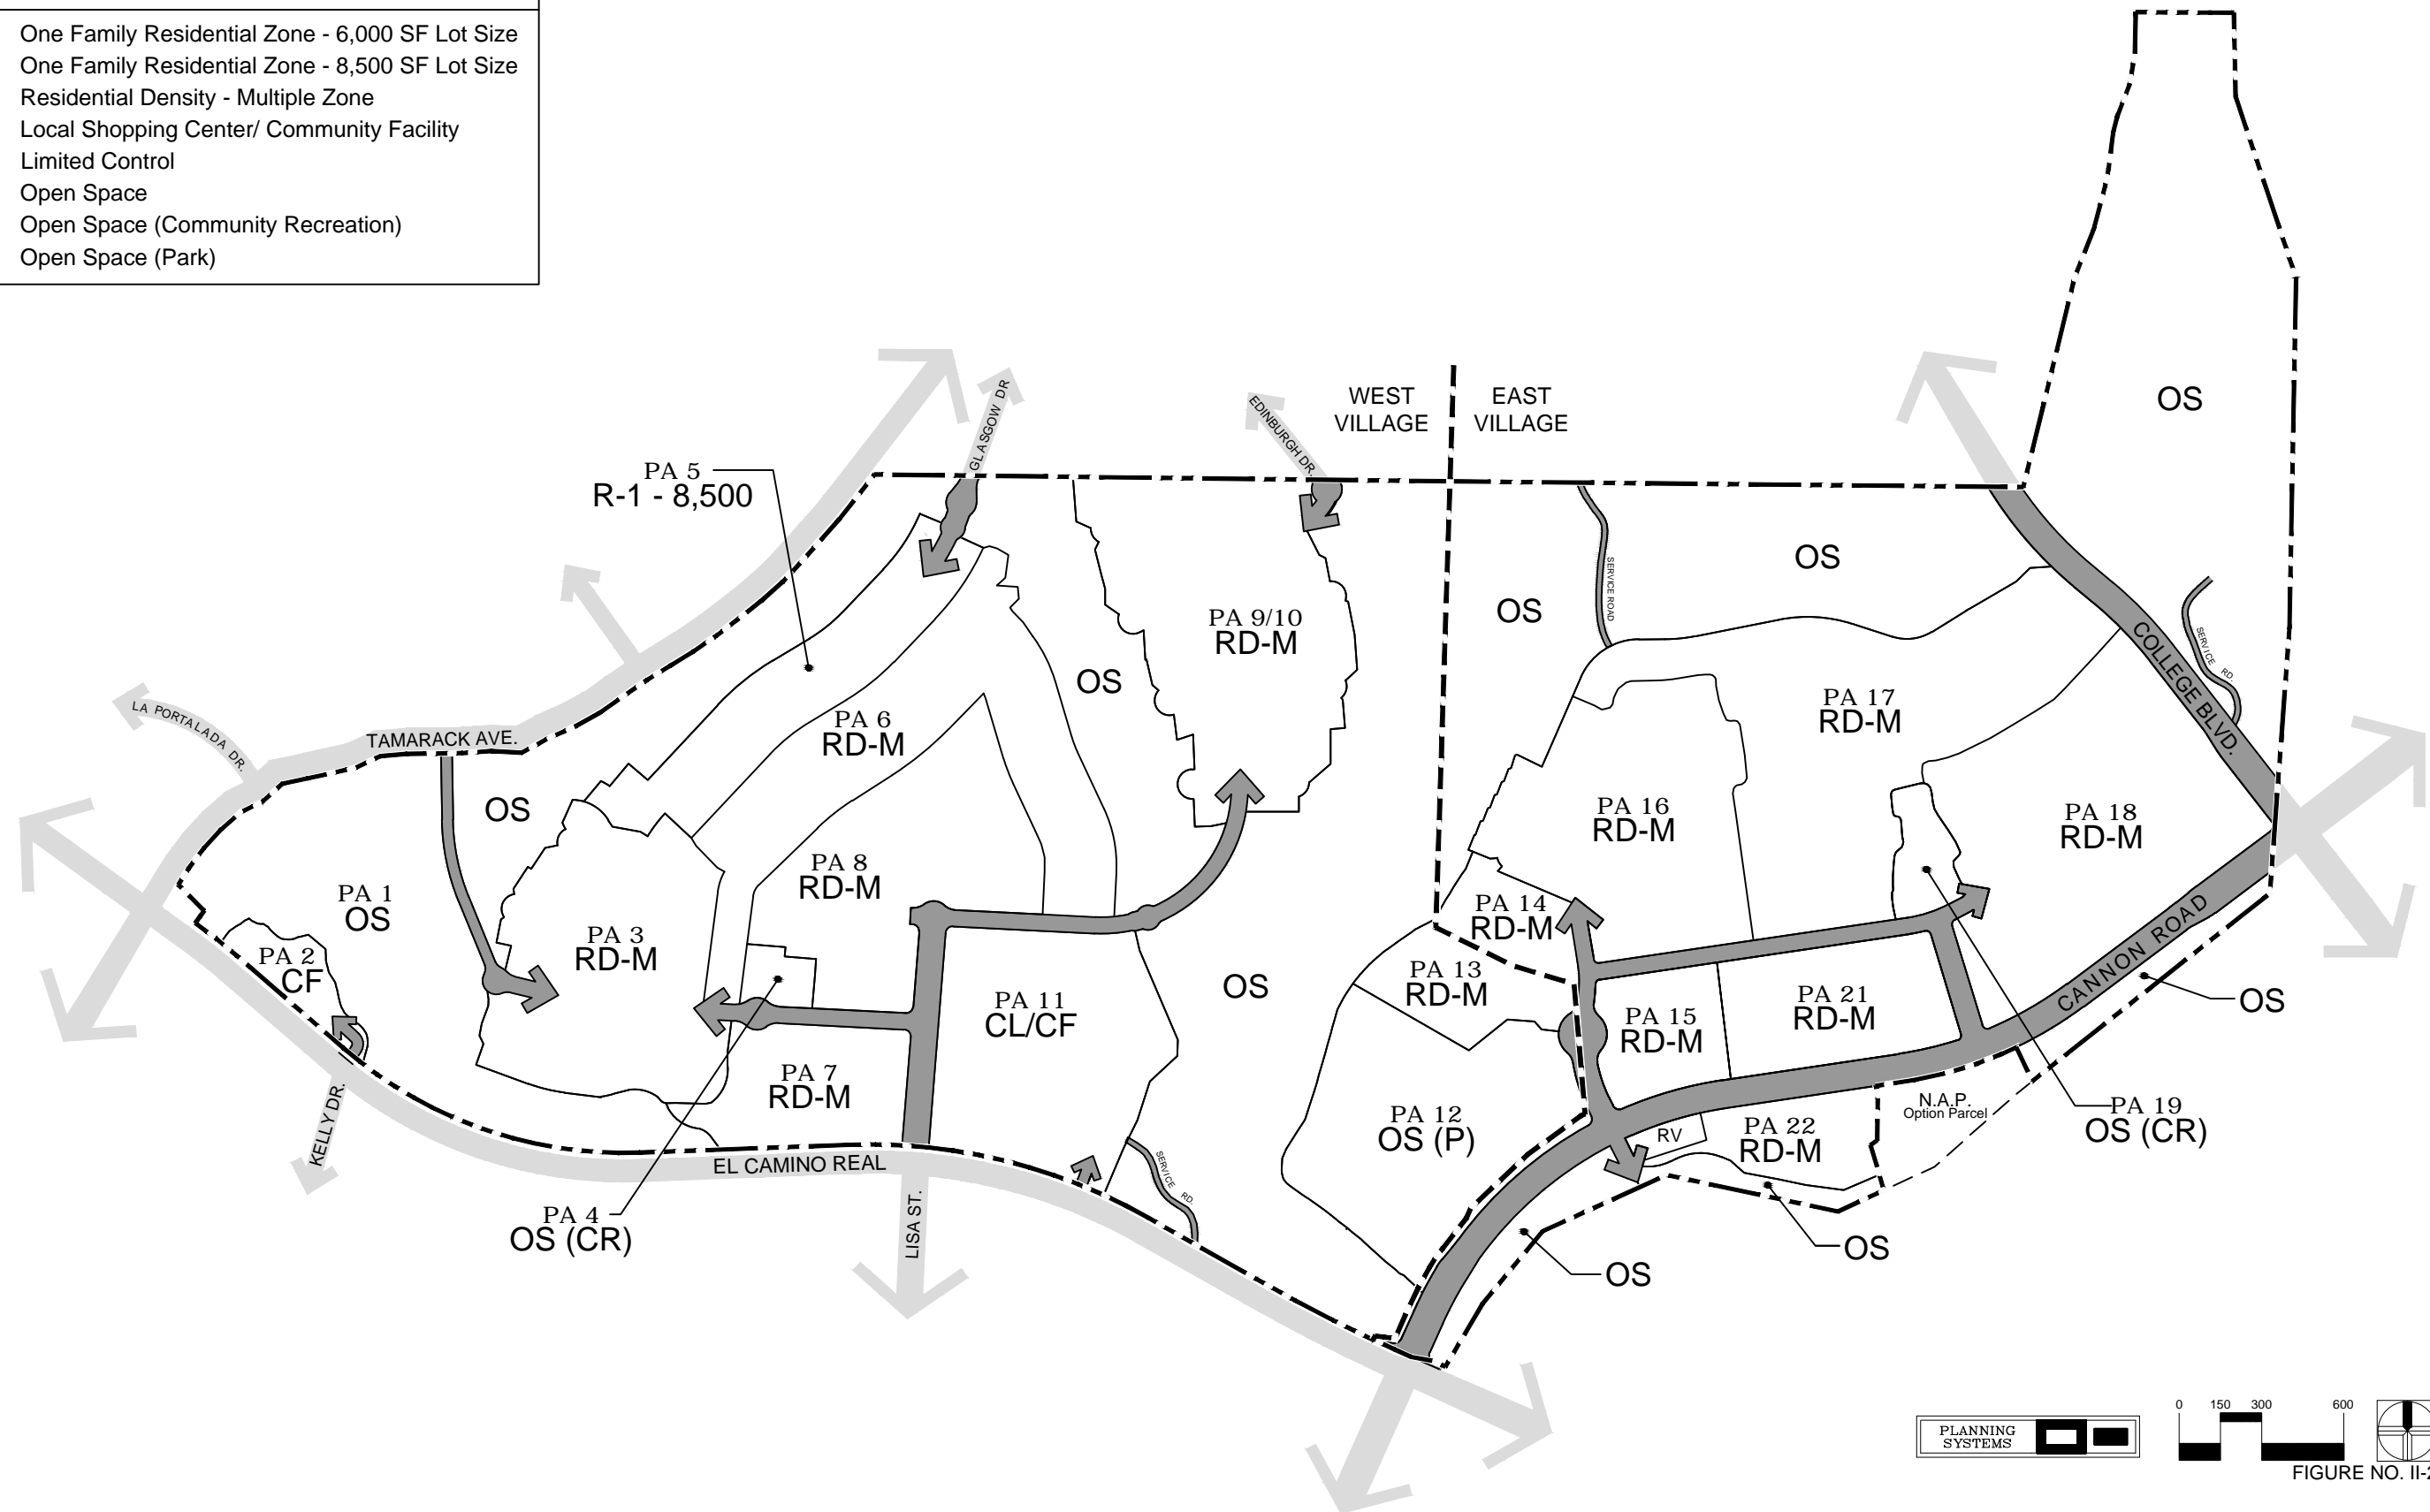 One Family Residential Zone - 6,000 SF Lot Size
One Family Residential Zone - 8,500 SF Lot Size
Residential Density - Multiple Zone
Local Shopping Center/ Community Facility
Limited Control
Open Space
Open Space (Community Recreation)
Open Space (Park)
WEST
VILLAGE
EAST
VILLAGE
OS
GLASGOW DR
EDINBURGH DR.
PA 5
R-1 - 8,500
OS
OS
SERVICE ROAD
PA 9/10
RD-M
OS
COLLEGE BLVD.
SERVICE RD.
LA PORTALADA DR.
TAMARACK AVE.
PA 6
RD-M
PA 17
RD-M
OS
PA 16
RD-M
PA 18
RD-M
PA 8
RD-M
PA 1
OS
PA 14
RD-M
PA 3
RD-M
PA 2
CF
CANNON ROAD
PA 13
RD-M
OS
OS
PA 11
CL/CF
PA 15
RD-M
PA 21
RD-M
PA 7
RD-M
KELLY DR.
N.A.P.
Option Parcel
PA 19
OS (CR)
PA 12
OS (P)
RV
PA 22
RD-M
EL CAMINO REAL
SERVICE RD.
LISA ST.
PA 4
OS (CR)
OS
OS
PLANNING
SYSTEMS
0 150 300 600
FIGURE NO. II-2